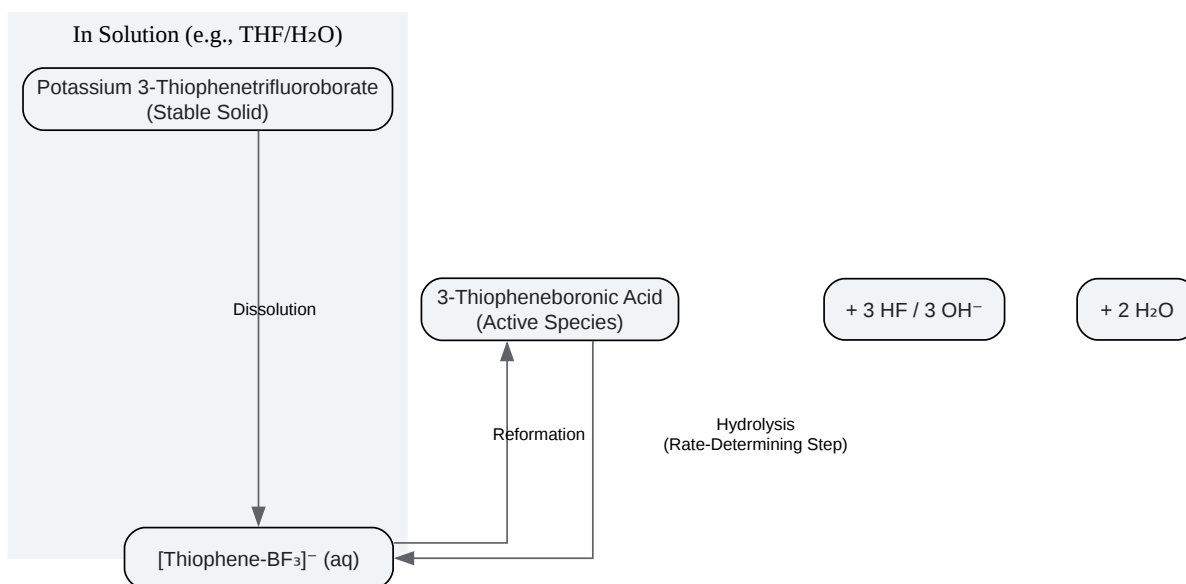 In Solution (e.g., THF/H₂O)
Potassium 3-Thiophenetrifluoroborate
(Stable Solid)
Dissolution
3-Thiopheneboronic Acid
(Active Species)
+ 3 HF / 3 OH⁻
+ 2 H₂O
Reformation
Hydrolysis
(Rate-Determining Step)
[Thiophene-BF₃]⁻ (aq)